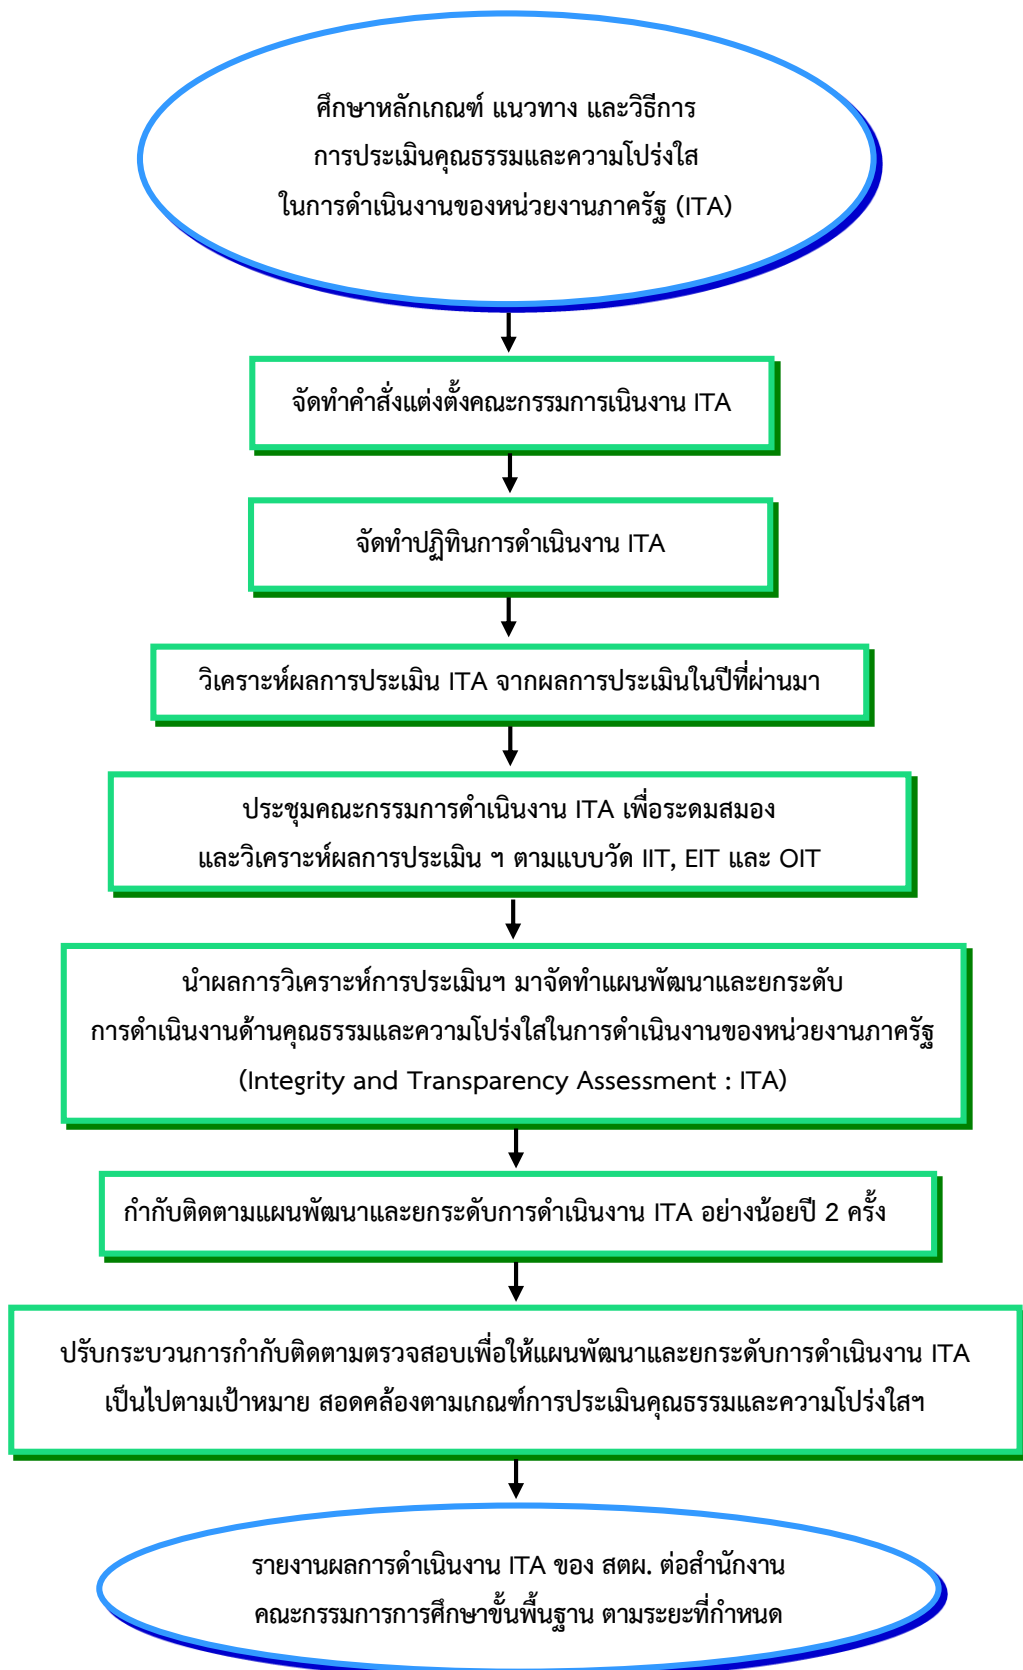 ศึกษาหลักเกณฑ์ แนวทาง และวิธีการ
การประเมินคุณธรรมและความโปร่งใส
ในการดำเนินงานของหน่วยงานภาครัฐ (ITA)
จัดทำคำสั่งแต่งตั้งคณะกรรมการเนินงาน ITA
จัดทำปฏิทินการดำเนินงาน ITA
วิเคราะห์ผลการประเมิน ITA จากผลการประเมินในปีที่ผ่านมา
ประชุมคณะกรรมการดำเนินงาน ITA เพื่อระดมสมอง
และวิเคราะห์ผลการประเมิน ฯ ตามแบบวัด IIT, EIT และ OIT
นำผลการวิเคราะห์การประเมินฯ มาจัดทำแผนพัฒนาและยกระดับ
การดำเนินงานด้านคุณธรรมและความโปร่งใสในการดำเนินงานของหน่วยงานภาครัฐ
(Integrity and Transparency Assessment : ITA)
กำกับติดตามแผนพัฒนาและยกระดับการดำเนินงาน ITA อย่างน้อยปี 2 ครั้ง
ปรับกระบวนการกำกับติดตามตรวจสอบเพื่อให้แผนพัฒนาและยกระดับการดำเนินงาน ITA
เป็นไปตามเป้าหมาย สอดคล้องตามเกณฑ์การประเมินคุณธรรมและความโปร่งใสฯ
รายงานผลการดำเนินงาน ITA ของ สตผ. ต่อสำนักงาน
คณะกรรมการการศึกษาขั้นพื้นฐาน ตามระยะที่กำหนด